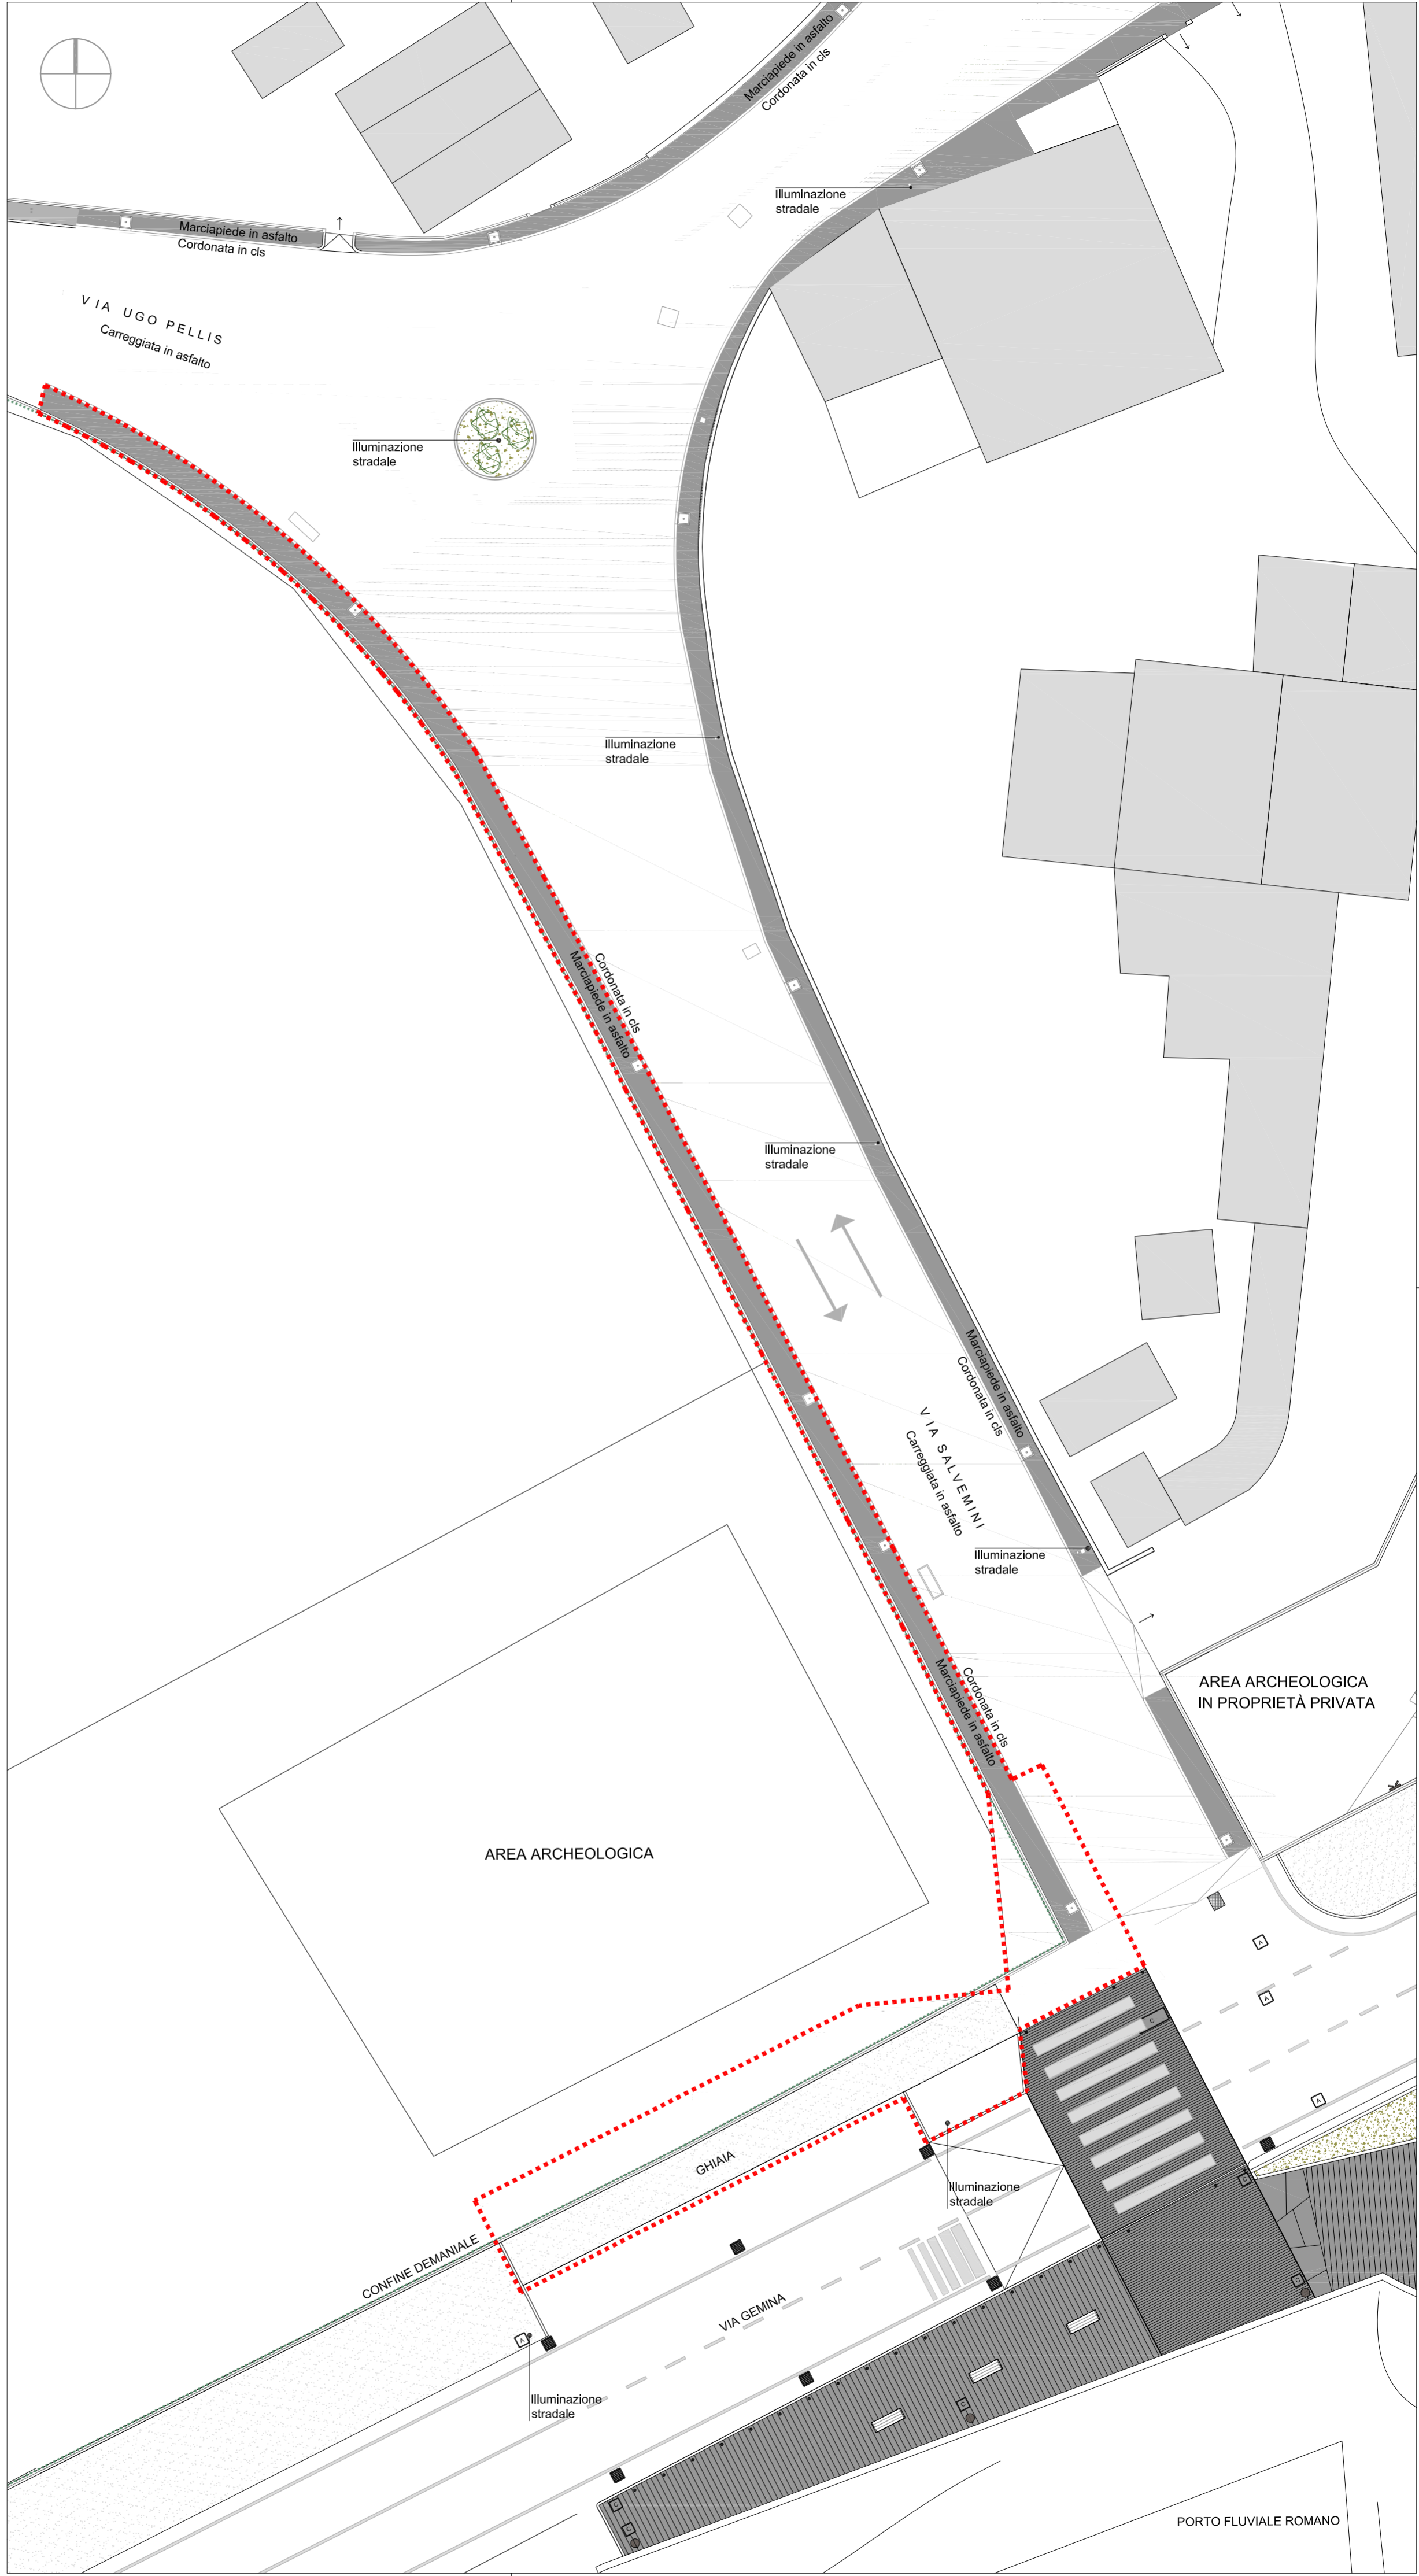 Marciapiede in asfalto
Cordonata in cls
Illuminazione
stradale
Marciapiede in asfalto
Cordonata in cls
VIA UGO PELLIS
Carreggiata in asfalto
Illuminazione
stradale
Illuminazione
stradale
Cordonata in cls
Marciapiede in asfalto
Illuminazione
stradale
Marciapiede in asfalto
Cordonata in cls
VIA SALVEMINI
Carreggiata in asfalto
Illuminazione
stradale
Cordonata in cls
Marciapiede in asfalto
AREA ARCHEOLOGICA
IN PROPRIETÀ PRIVATA
AREA ARCHEOLOGICA
A
A
C
A
GHIAIA
Illuminazione
stradale
C
CONFINE DEMANIALE
C
VIA GEMINA
A
Illuminazione
stradale
C
C
C
PORTO FLUVIALE ROMANO